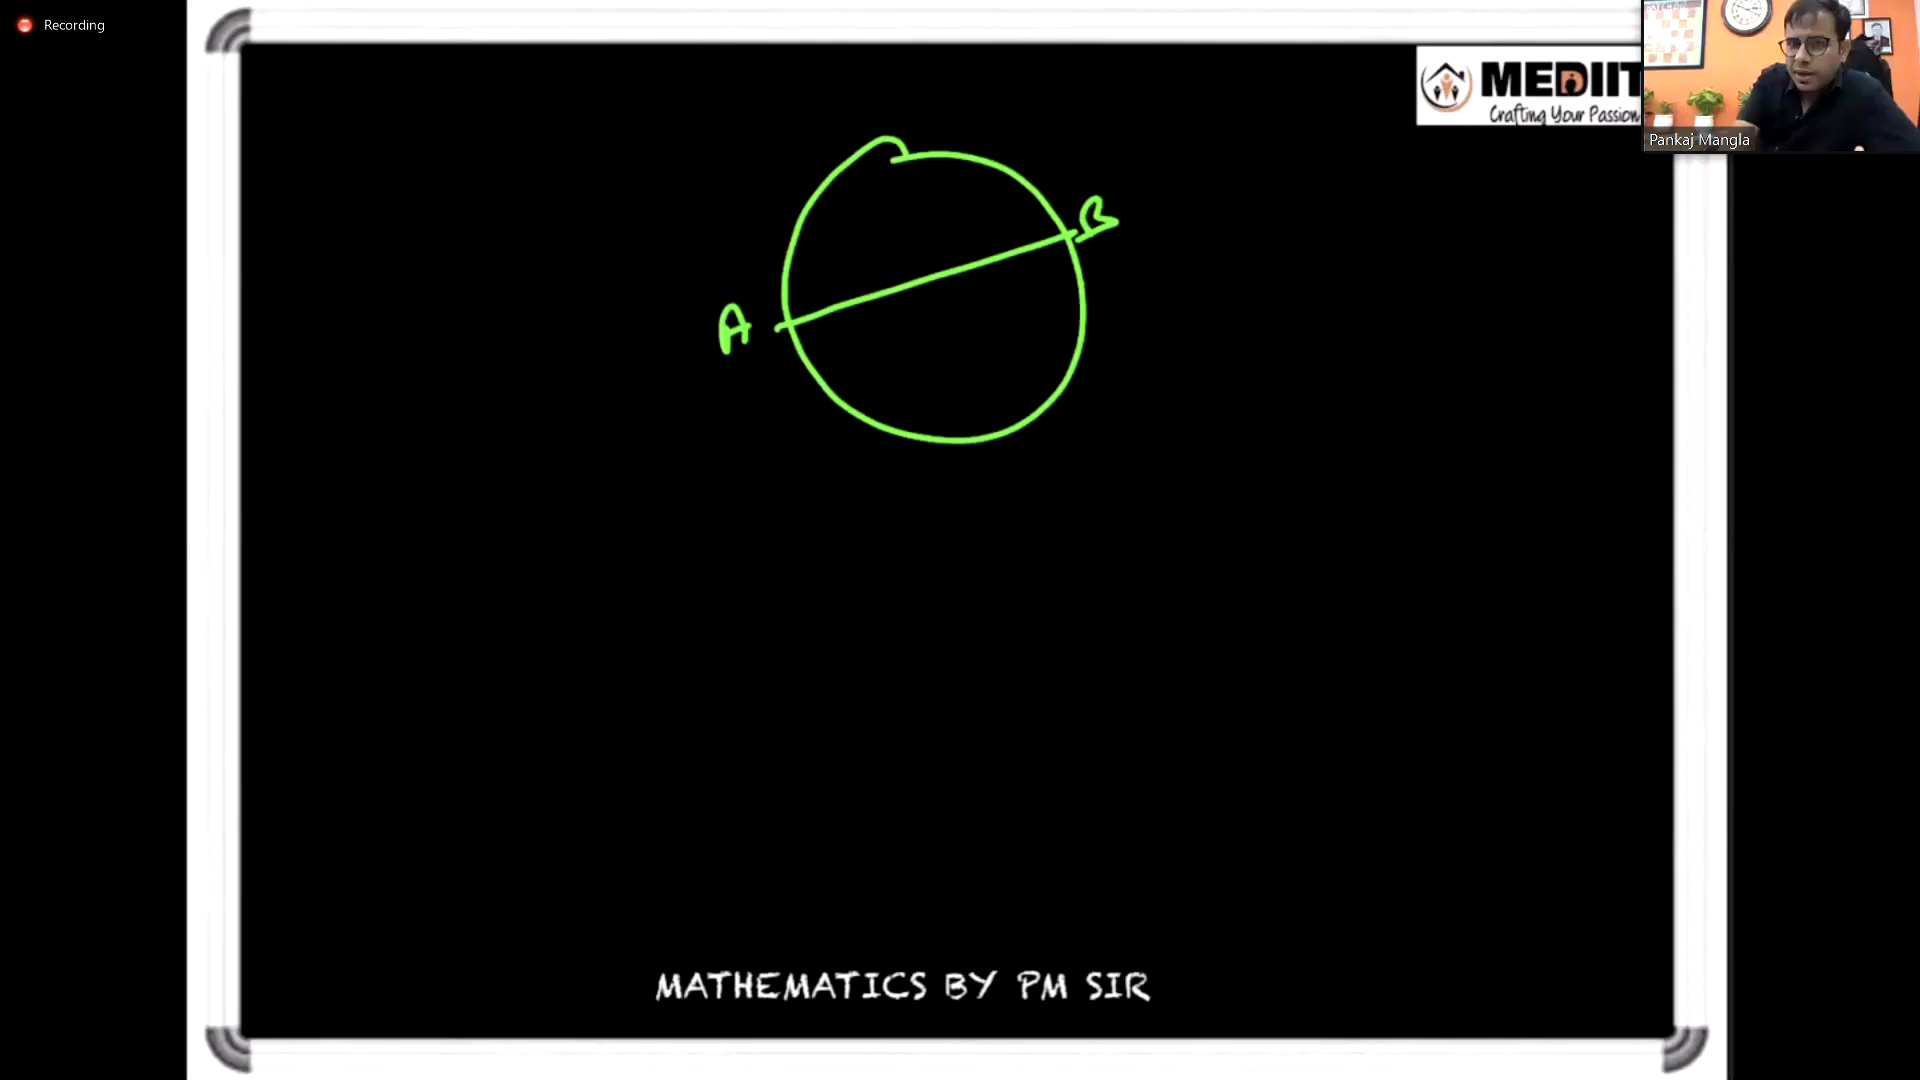 Recording
MEDIIT
Crafting Your Passion
Pankaj Mangla
B
A
MATHEMATICS BY PM SIR